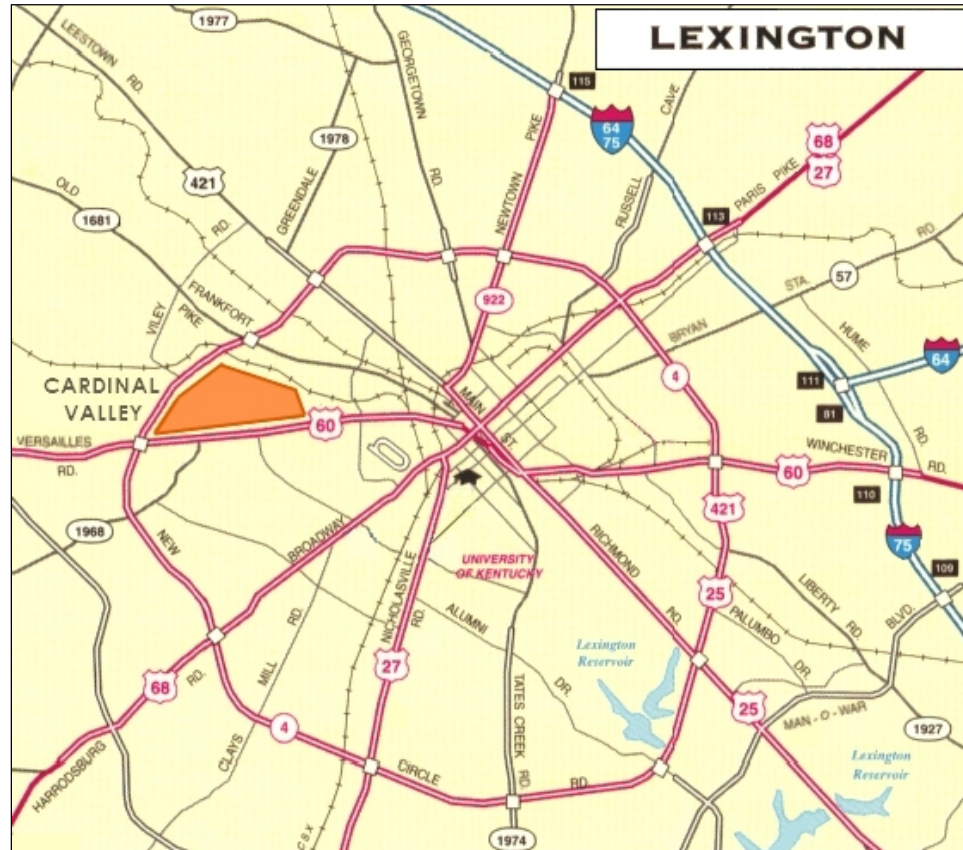 LEXINGTON
1977
LEESTOWN
RD.
GEORGETOWN
RD.
115
CAVE
64
75
68
27
1978
PIKE
NEWTOWN
RUSSELL
PARIS PIKE
421
GREENDALE
OLD
1681
113
RD.
57
STA.
BRYAN
922
FRANKFORT
PIKE
VILEY
RD.
HUME
RD.
64
4
111
81
CARDINAL
VALLEY
MAIN
ST.
60
VERSAILLES
RD.
WINCHESTER
RD.
60
110
421
1968
NEW
BROADWAY
UNIVERSITY
OF KENTUCKY
RICHMOND
RD.
75
109
NICHOLASVILLE
RD.
25
LIBERTY
RD.
BLVD.
ALUMNI
DR.
PALUMBO
DR.
Lexington
Reservoir
68
RD.
MILL
CLAYS
RD.
27
25
MAN-O-WAR
4
TATES CREEK
RD.
1927
HARRODSBURG
CIRCLE
RD.
Lexington
Reservoir
CSX
1974